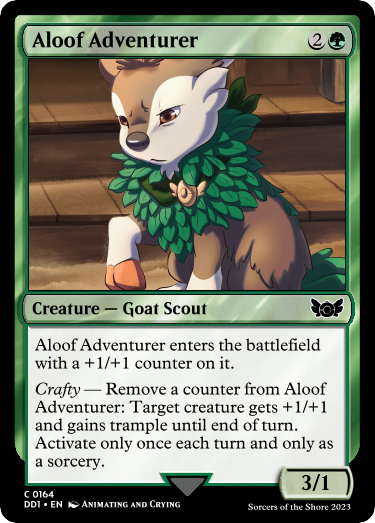 Aloof Adventurer 2
Creature — Goat Scout
Aloof Adventurer enters the battlefield
with a +1/+1 counter on it.
Crafty — Remove a counter from Aloof
Adventurer: Target creature gets +1/+1
and gains trample until end of turn.
Activate only once each turn and only as
a sorcery.
3/1
C 0164
DD1 • EN Animating and Crying
Sorcers of the Shore 2023